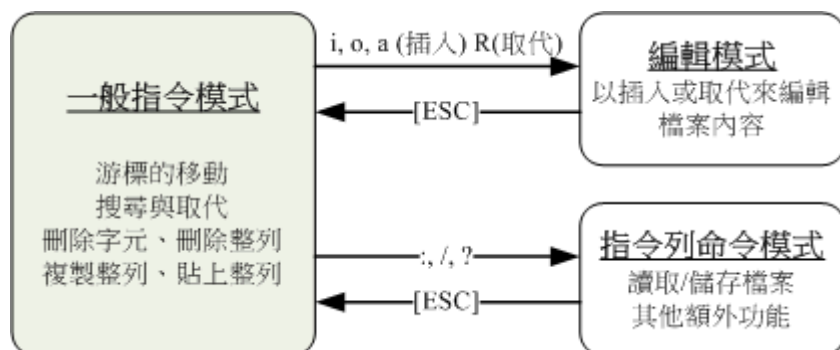 一般指令模式
游標的移動
搜尋與取代
刪除字元、刪除整列
複製整列、貼上整列
i, o, a (插入) R(取代)
[ESC]
編輯模式
以插入或取代來編輯
檔案內容
:, /, ?
[ESC]
指令列命令模式
讀取/儲存檔案
其他額外功能